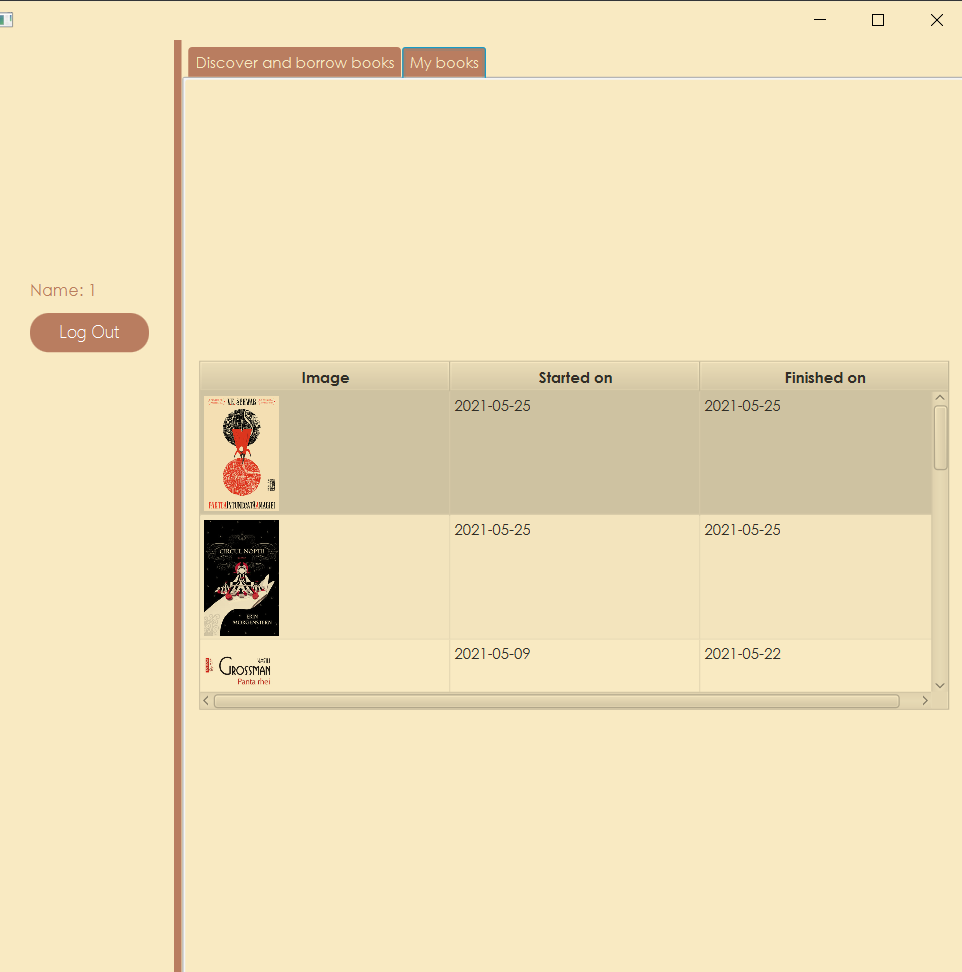 Discover and borrow books
My books
Name: 1
Log Out
Image
Started on
Finished on
2021-05-25
2021-05-25
V.E. SCHWAB
CIRCUL NOPȚII
ERIN
MORGENSTERN
2021-05-25
2021-05-25
GROSSMAN
Panta rhei
2021-05-09
2021-05-22